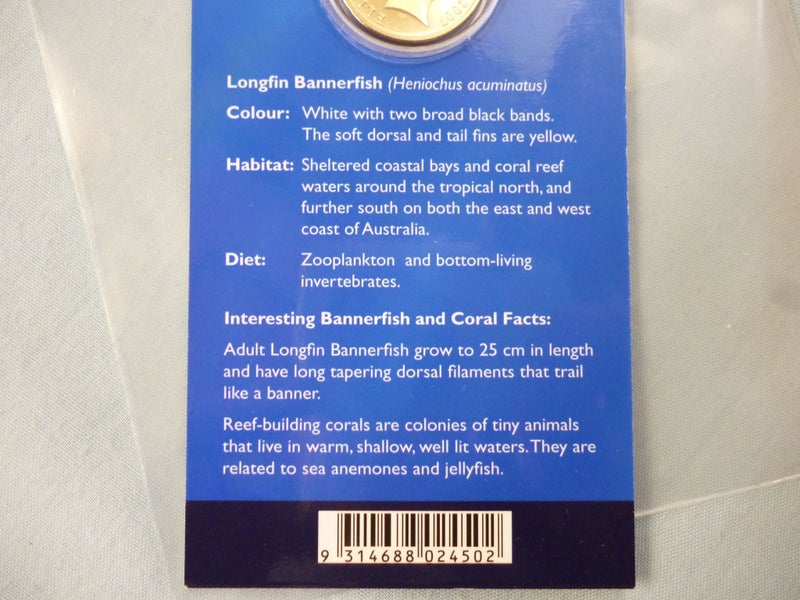 ELI 2007
Longfin Bannerfish (Heniochus acuminatus)
Colour: White with two broad black bands.
The soft dorsal and tail fins are yellow.
Habitat: Sheltered coastal bays and coral reef
waters around the tropical north, and
further south on both the east and west
coast of Australia.
Diet: Zooplankton and bottom-living
invertebrates.
Interesting Bannerfish and Coral Facts:
Adult Longfin Bannerfish grow to 25 cm in length
and have long tapering dorsal filaments that trail
like a banner.
Reef-building corals are colonies of tiny animals
that live in warm, shallow, well lit waters. They are
related to sea anemones and jellyfish.
9 314688 024502